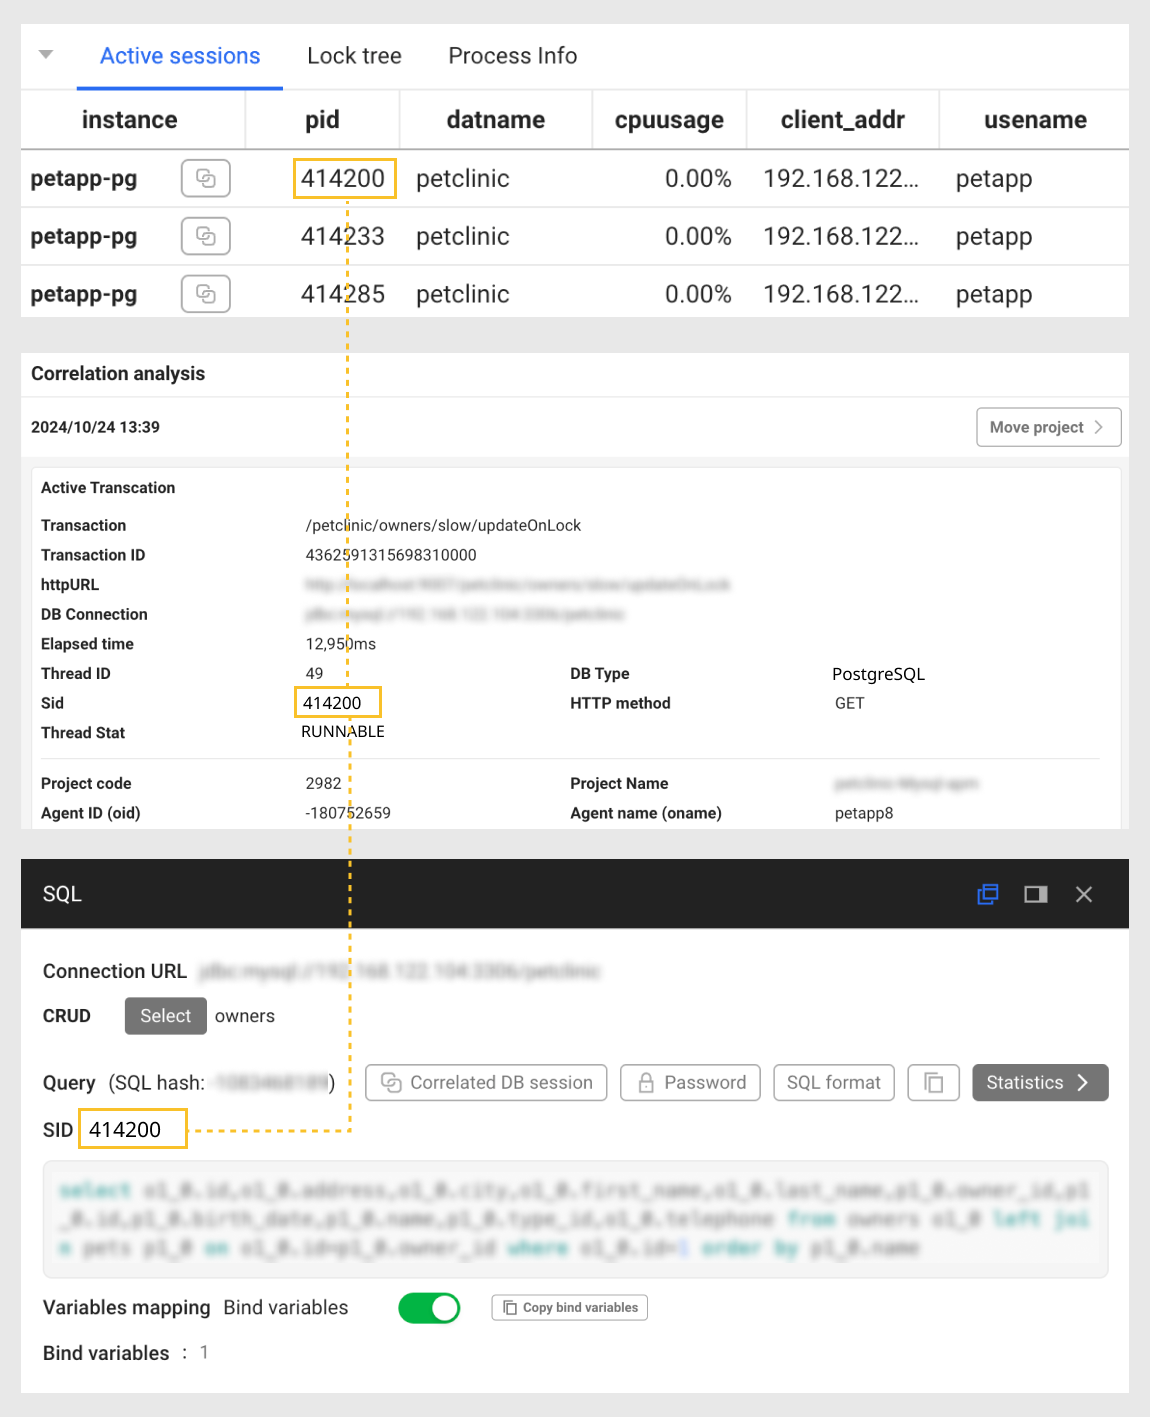 Active sessions Lock tree Process Info
instance pid datname cpuusage client_addr usename
petapp-pg 414200 petclinic 0.00% 192.168.122... petapp
petapp-pg 414233 petclinic 0.00% 192.168.122... petapp
petapp-pg 414285 petclinic 0.00% 192.168.122... petapp
Correlation analysis
2024/10/24 13:39 Move project
Active Transcation
Transaction /petclinic/owners/slow/updateOnLock
Transaction ID 4362591315698310000
httpURL
DB Connection
Elapsed time 12,950ms
Thread ID 49 DB Type PostgreSQL
Sid 414200 HTTP method GET
Thread Stat RUNNABLE
Project code 2982 Project Name
Agent ID (oid) -180752659 Agent name (oname) petapp8
SQL
Connection URL
CRUD Select owners
Query (SQL hash: ) Correlated DB session Password SQL format Statistics
SID 414200
Variables mapping Bind variables Copy bind variables
Bind variables : 1